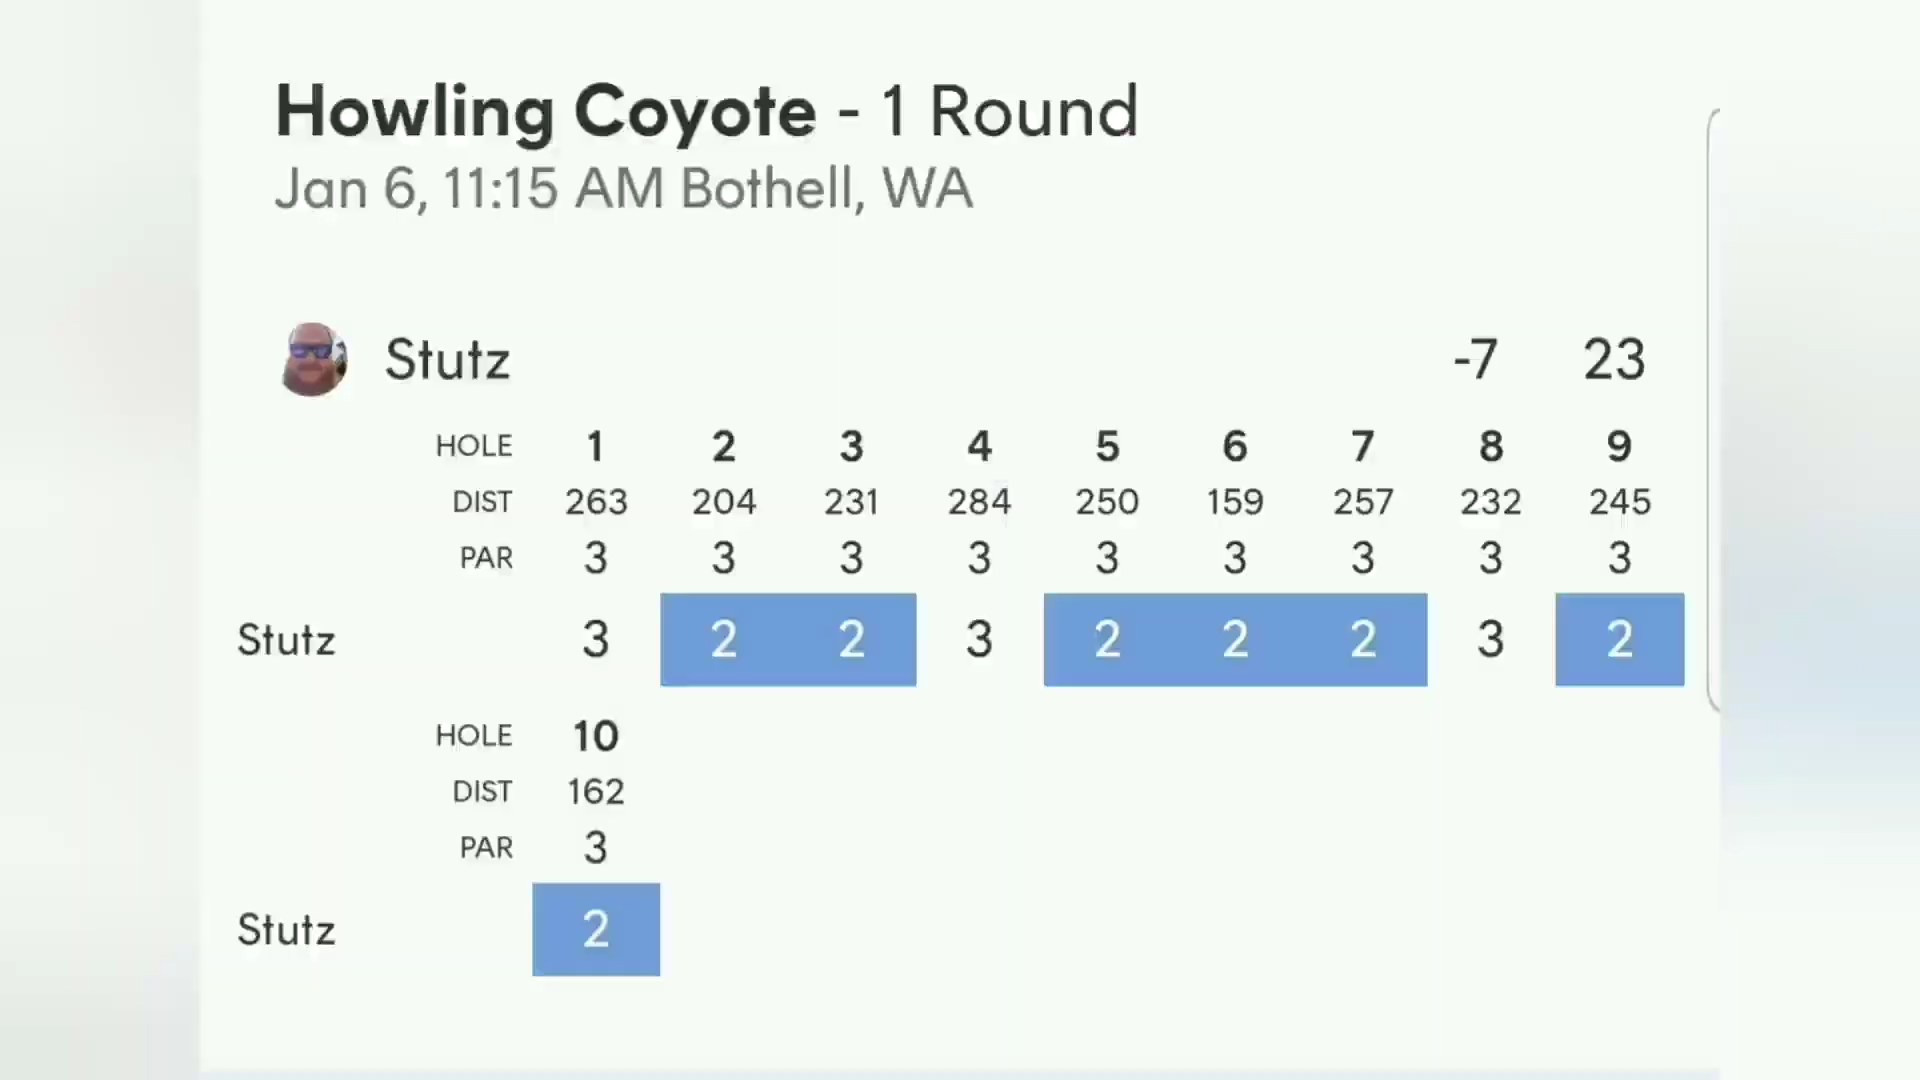 Howling Coyote - 1 Round
Jan 6, 11:15 AM Bothell, WA
Stutz -7 23
HOLE 1 2 3 4 5 6 7 8 9
DIST 263 204 231 284 250 159 257 232 245
PAR 3 3 3 3 3 3 3 3 3
Stutz 3 2 2 3 2 2 2 3 2
HOLE 10
DIST 162
PAR 3
Stutz 2